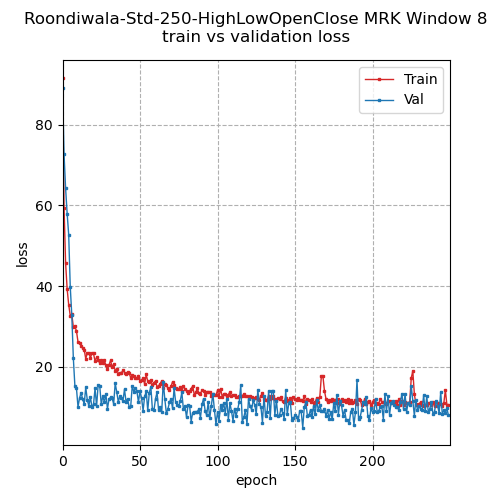 Roondiwala-Std-250-HighLowOpenClose MRK Window 8
train vs validation loss
Train
Val
80
60
40
20
loss
0
50
100
150
200
epoch